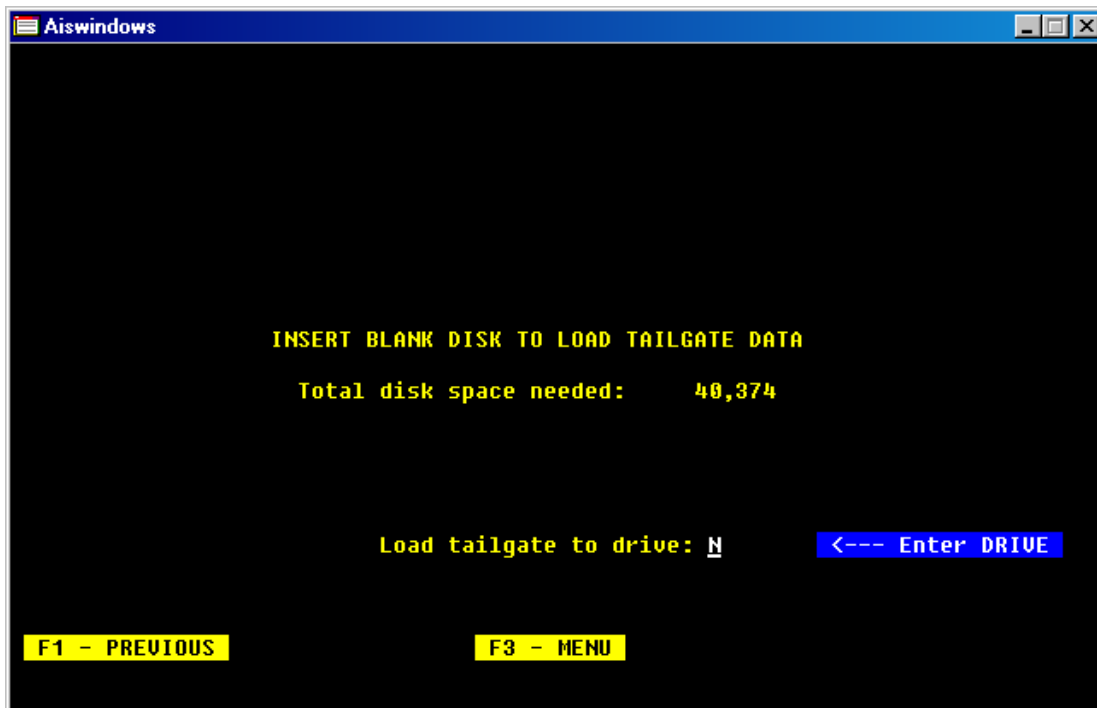 Aiswindows
INSERT BLANK DISK TO LOAD TAILGATE DATA
Total disk space needed: 40,374
Load tailgate to drive: N <--- Enter DRIVE
F1 - PREVIOUS F3 - MENU